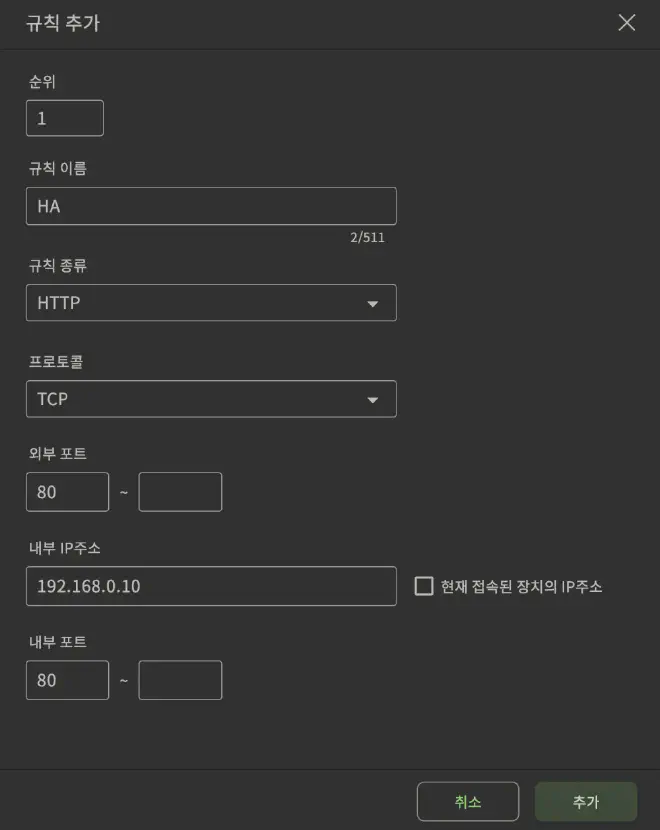 규칙 추가
순위
1
규칙 이름
HA
2/511
규칙 종류
HTTP
프로토콜
TCP
외부 포트
80 ~
내부 IP주소
192.168.0.10 현재 접속된 장치의 IP주소
내부 포트
80 ~
취소 추가